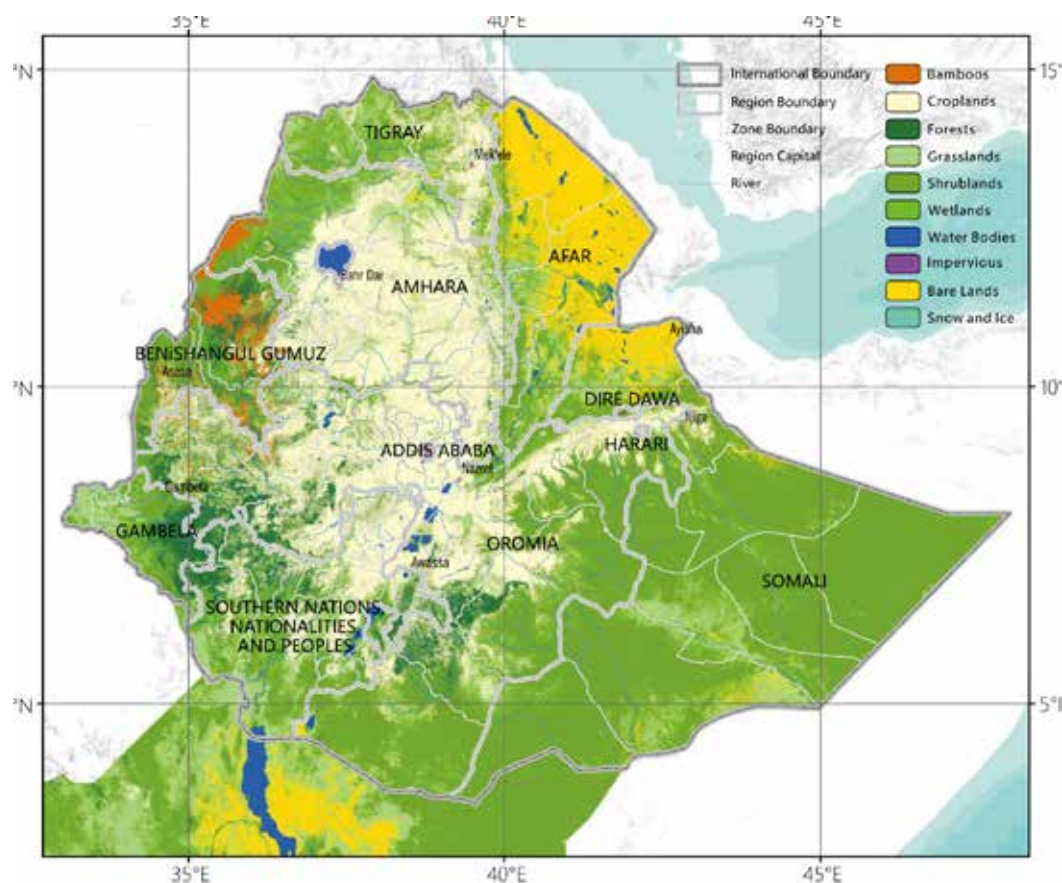 35°E 40°E 45°E
°N 15°
International Boundary
Region Boundary
Zone Boundary
Region Capital
River
Bamboos
Croplands
Forests
Grasslands
Shrublands
Wetlands
Water Bodies
Impervious
Bare Lands
Snow and Ice
TIGRAY
Mek'ele
AFAR
Bahr Dar
AMHARA
Aysha
BENiSHANGUL GUMUZ
Asosa
°N 10°
DIRE DAWA
Jijiga
HARARI
ADDIS ABABA
Nazret
Gambela
GAMBELA
OROMIA
Awassa
SOMALI
SOUTHERN NATIONS,
NATIONALITIES
AND PEOPLES
°N 5°N
35°E 40°E 45°E